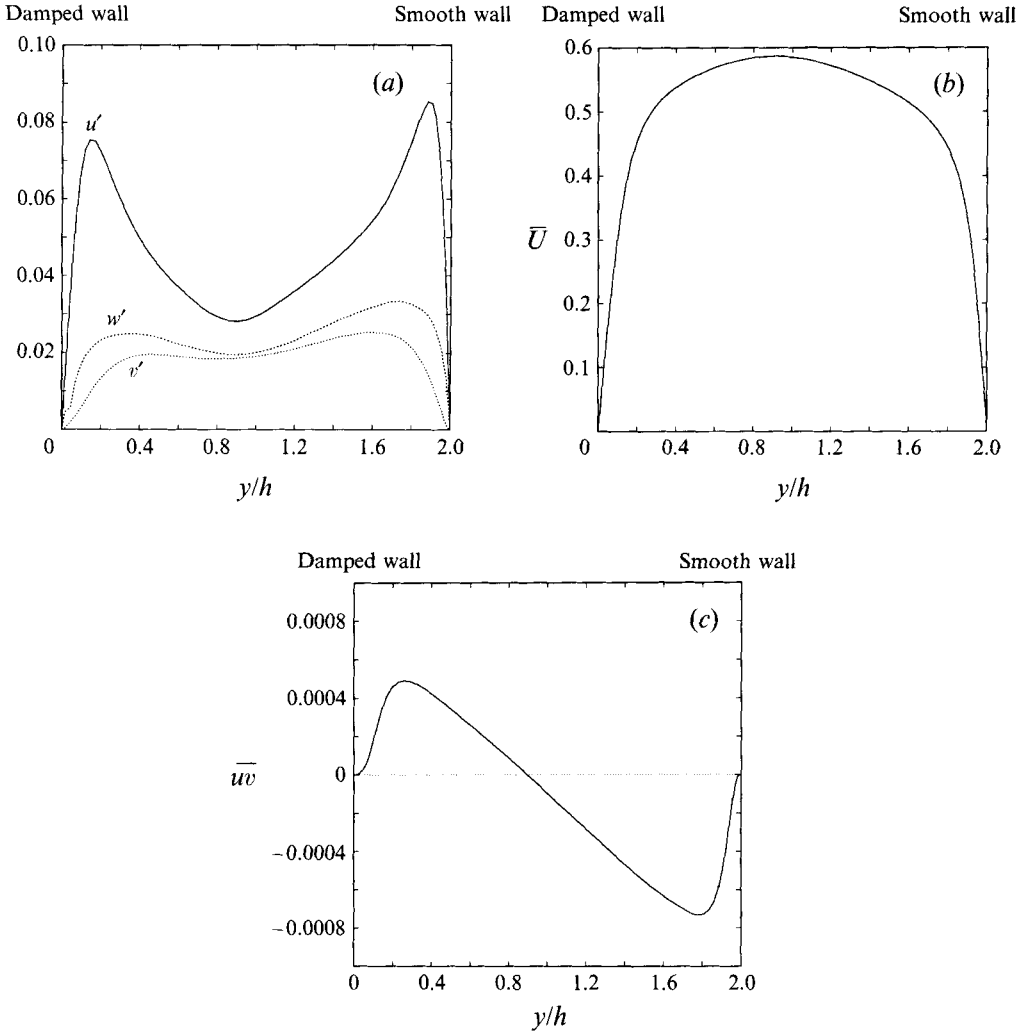 Damped wall Smooth wall
0.10
(a)
u′
0.08
0.06
0.04
w′
0.02
v′
0 0.4 0.8 1.2 1.6 2.0
y/h
Damped wall Smooth wall
0.6
(b)
0.5
0.4
U̅ 0.3
0.2
0.1
0 0.4 0.8 1.2 1.6 2.0
y/h
Damped wall Smooth wall
(c)
0.0008
0.0004
u̅v̅ 0
−0.0004
−0.0008
0 0.4 0.8 1.2 1.6 2.0
y/h